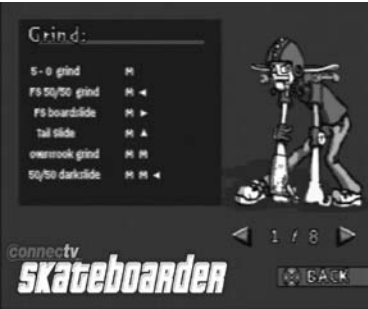 Grind:
5-0 grind M
FS 50/50 grind M ◄
FS boardslide M ►
Tail Slide M ▲
overcrook grind M M
50/50 darkslide M M ◄
◄ 1 / 8 ►
connectv
SKATEBOARDER
BACK